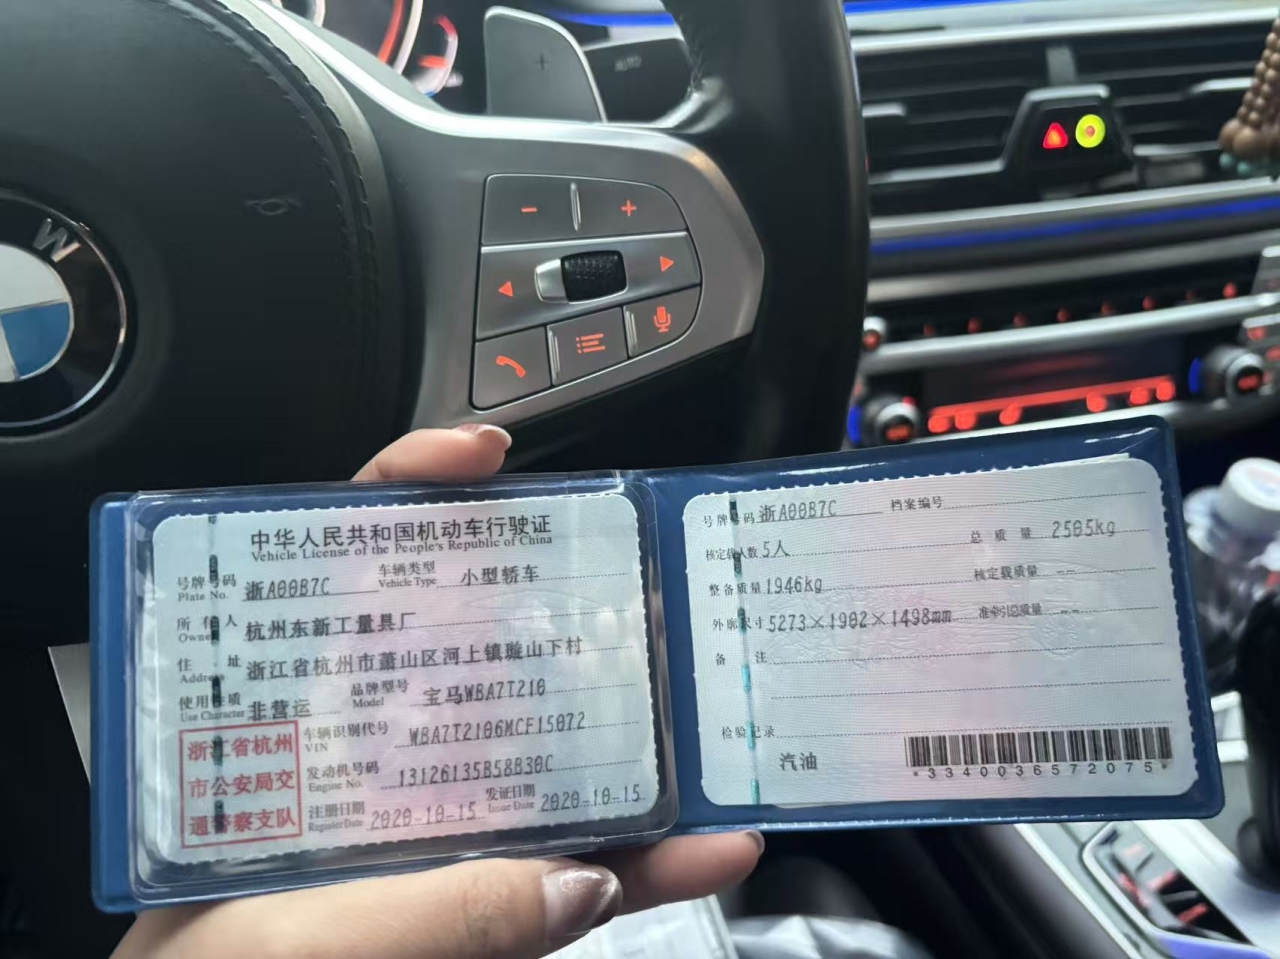 W
AUTO
中华人民共和国机动车行驶证
Vehicle License of the People's Republic of China
号牌号码 Plate No. 浙A00B7C 车辆类型 Vehicle Type 小型轿车
所有人 Owner 杭州东新工量具厂
住址 Address 浙江省杭州市萧山区河上镇璇山下村
使用性质 Use Character 非营运 品牌型号 Model 宝马WBA7T210
车辆识别代号 VIN WBA7T2106MCF15072
发动机号码 Engine No. 13126135B58B30C
注册日期 Register Date 2020-10-15 发证日期 Issue Date 2020-10-15
浙江省杭州
市公安局交
通警察支队
号牌号码 浙A00B7C 档案编号
核定载人数 5人 总质量 2505kg
整备质量 1946kg 核定载质量 --
外廓尺寸 5273×1902×1498mm 准牵引总质量 --
备注
检验记录
汽油
*3340036572075*